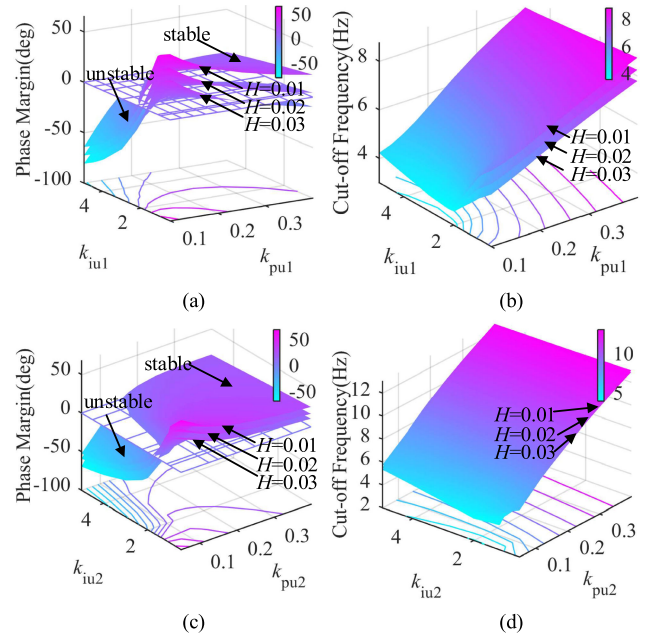 Phase Margin(deg)
50
0
-50
-100
unstable
stable
50
0
-50
H=0.01
H=0.02
H=0.03
4
2
k_iu1
0.1
0.2
0.3
k_pu1
(a)
Cut-off Frequency(Hz)
8
6
4
8
6
4
H=0.01
H=0.02
H=0.03
4
2
k_iu1
0.1
0.2
0.3
k_pu1
(b)
Phase Margin(deg)
50
0
-50
-100
unstable
stable
50
0
-50
H=0.01
H=0.02
H=0.03
4
2
k_iu2
0.1
0.2
0.3
k_pu2
(c)
Cut-off Frequency(Hz)
12
10
8
6
4
2
10
5
H=0.01
H=0.02
H=0.03
4
2
k_iu2
0.1
0.2
0.3
k_pu2
(d)